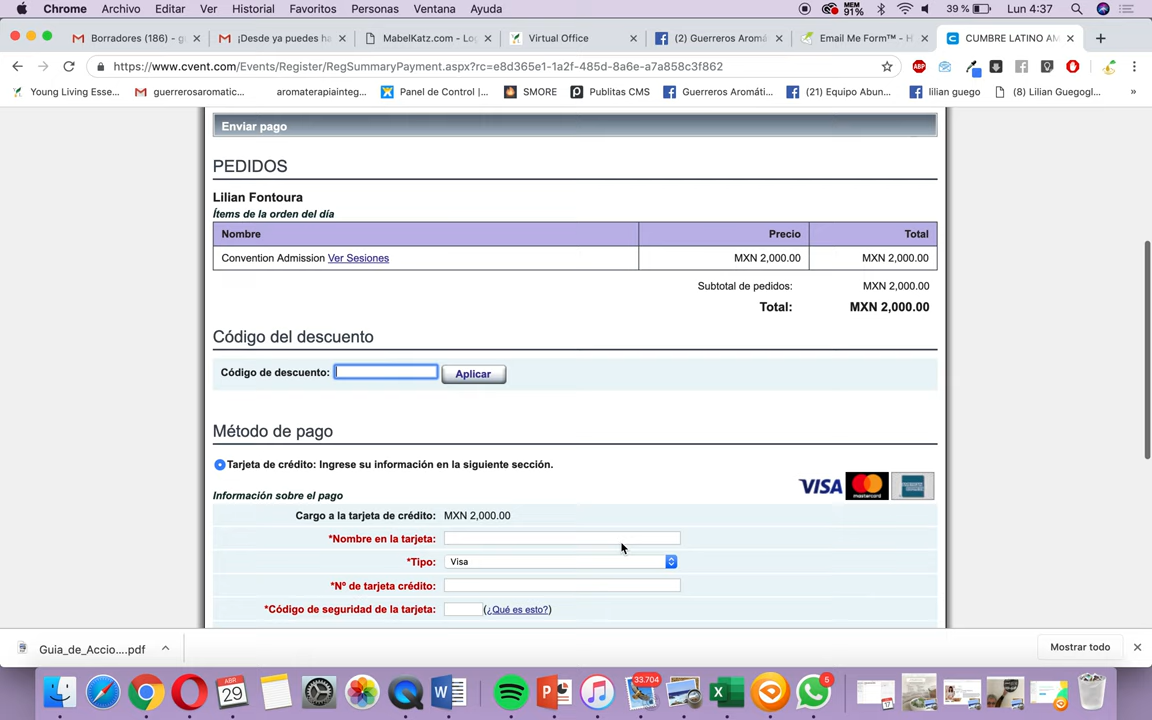 Chrome Archivo Editar Ver Historial Favoritos Personas Ventana Ayuda MEM 91% 39 % Lun 4:37
Borradores (186) - g ¡Desde ya puedes ha MabelKatz.com - Log Virtual Office (2) Guerreros Aromá Email Me Form™ - H CUMBRE LATINO AM
https://www.cvent.com/Events/Register/RegSummaryPayment.aspx?rc=e8d365e1-1a2f-485d-8a6e-a7a858c3f862 ABP
Young Living Esse... guerrerosaromatic... aromaterapiainteg... Panel de Control |... SMORE Publitas CMS Guerreros Aromáti... (21) Equipo Abun... lilian guego (8) Lilian Guegogl... »
Enviar pago
PEDIDOS
Lilian Fontoura
Ítems de la orden del día
Nombre Precio Total
Convention Admission Ver Sesiones MXN 2,000.00 MXN 2,000.00
Subtotal de pedidos: MXN 2,000.00
Total: MXN 2,000.00
Código del descuento
Código de descuento: Aplicar
Método de pago
Tarjeta de crédito: Ingrese su información en la siguiente sección.
VISA mastercard
Información sobre el pago
Cargo a la tarjeta de crédito: MXN 2,000.00
*Nombre en la tarjeta:
*Tipo: Visa
*Nº de tarjeta crédito:
*Código de seguridad de la tarjeta: (¿Qué es esto?)
Guia_de_Accio....pdf Mostrar todo
ABR 29 33.704 6 17